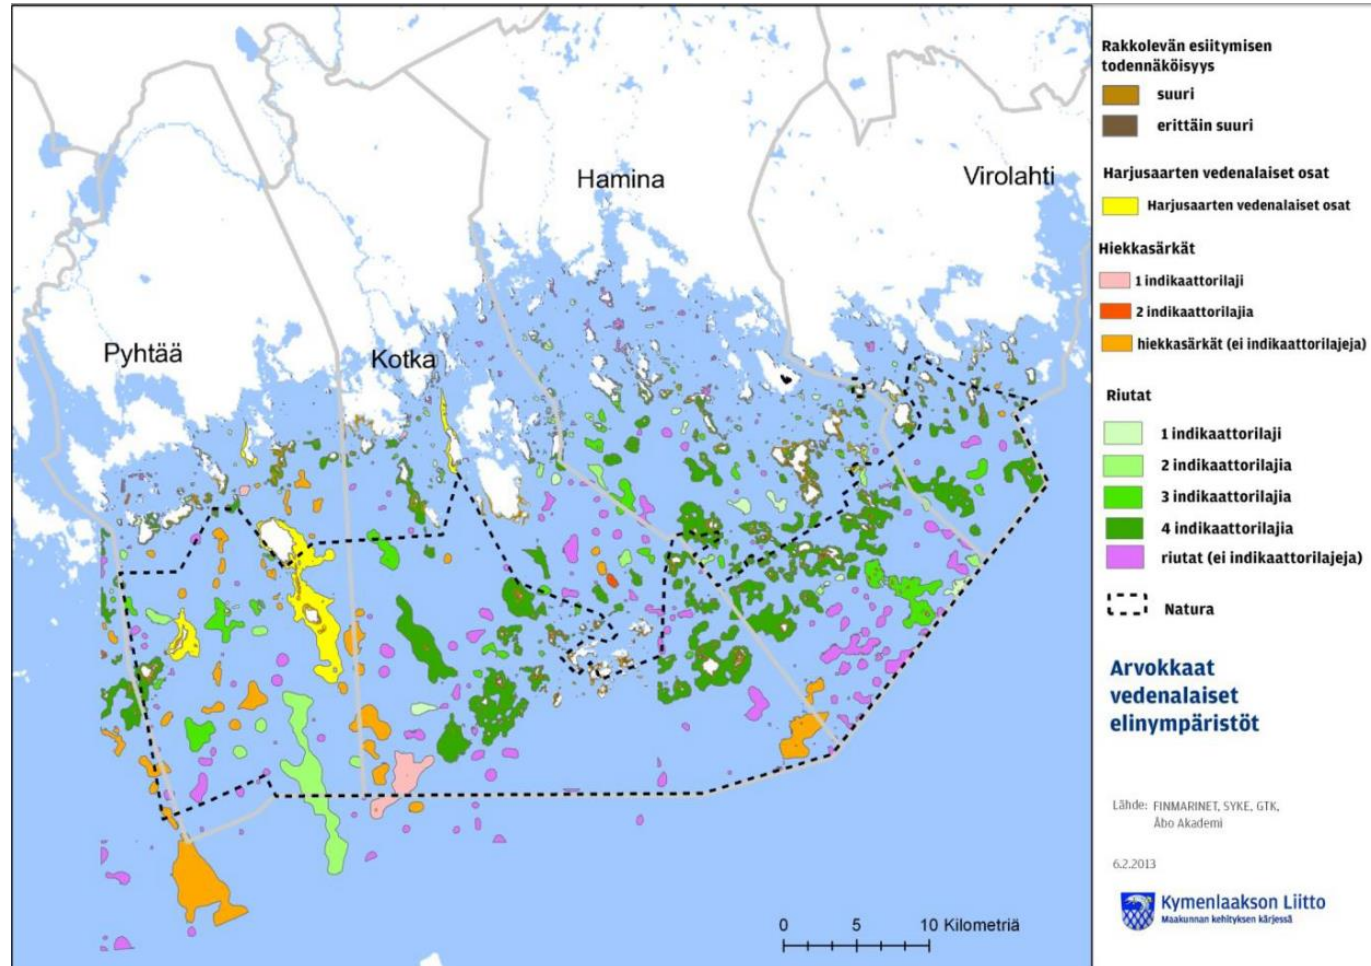 Hamina
Virolahti
Pyhtää
Kotka
0 5 10 Kilometriä
Rakkolevän esiitymisen
todennäköisyys
suuri
erittäin suuri
Harjusaarten vedenalaiset osat
Harjusaarten vedenalaiset osat
Hiekkasärkät
1 indikaattorilaji
2 indikaattorilajia
hiekkasärkät (ei indikaattorilajeja)
Riutat
1 indikaattorilaji
2 indikaattorilajia
3 indikaattorilajia
4 indikaattorilajia
riutat (ei indikaattorilajeja)
Natura
Arvokkaat
vedenalaiset
elinympäristöt
Lähde: FINMARINET, SYKE, GTK,
Åbo Akademi
6.2.2013
Kymenlaakson Liitto
Maakunnan kehityksen kärjessä